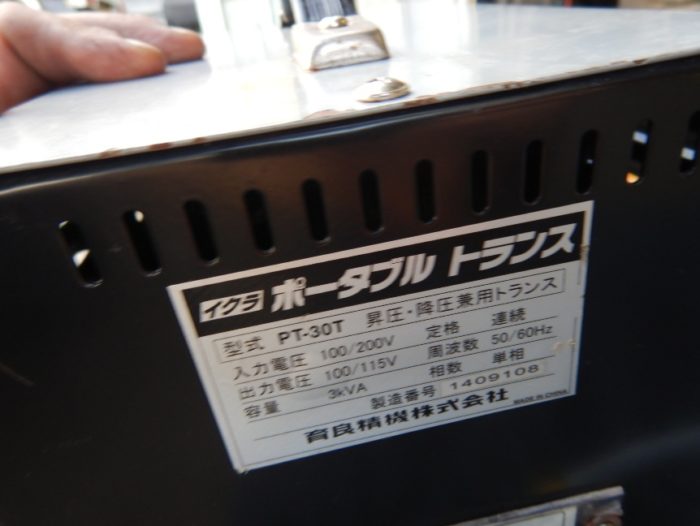 イクラ ポータブル トランス
型式 PT-30T 昇圧・降圧兼用トランス
入力電圧 100/200V 定格 連続
出力電圧 100/115V 周波数 50/60Hz
容量 3kVA 相数 単相
製造番号 1409108
育良精機株式会社 MADE IN CHINA